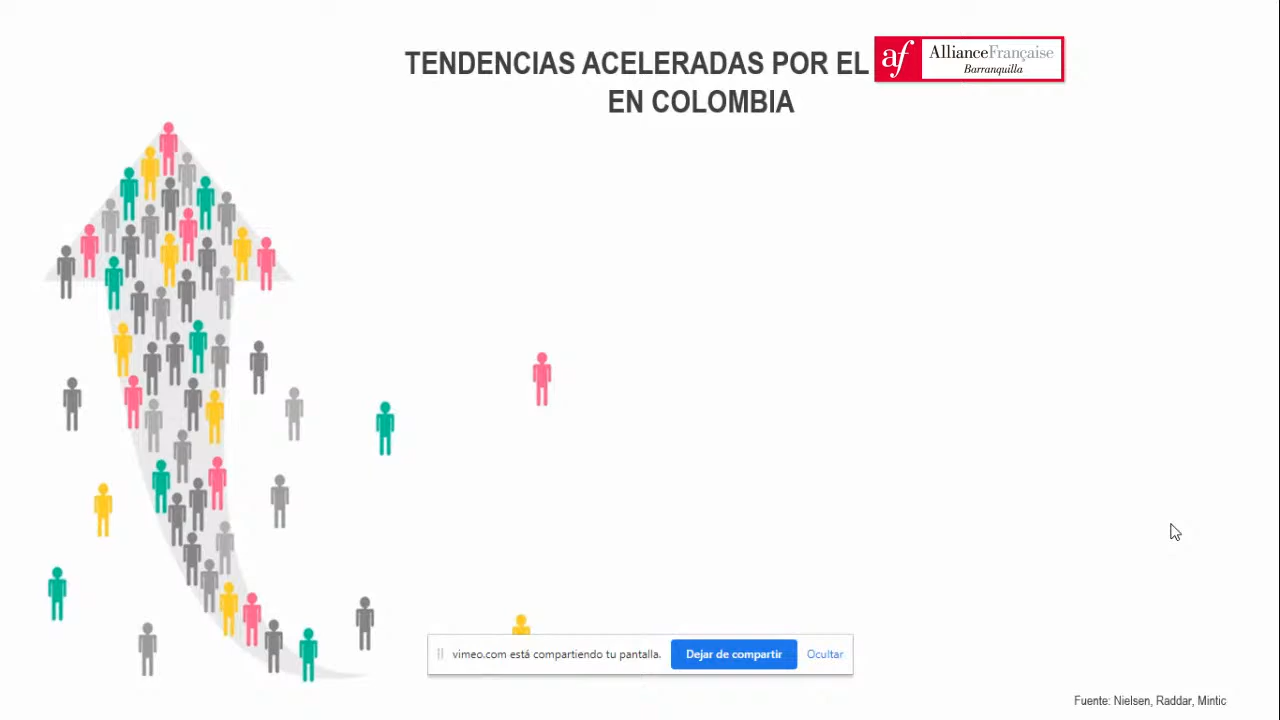 TENDENCIAS ACELERADAS POR EL
EN COLOMBIA
af
AllianceFrançaise
Barranquilla
vimeo.com está compartiendo tu pantalla.
Dejar de compartir
Ocultar
Fuente: Nielsen, Raddar, Mintic